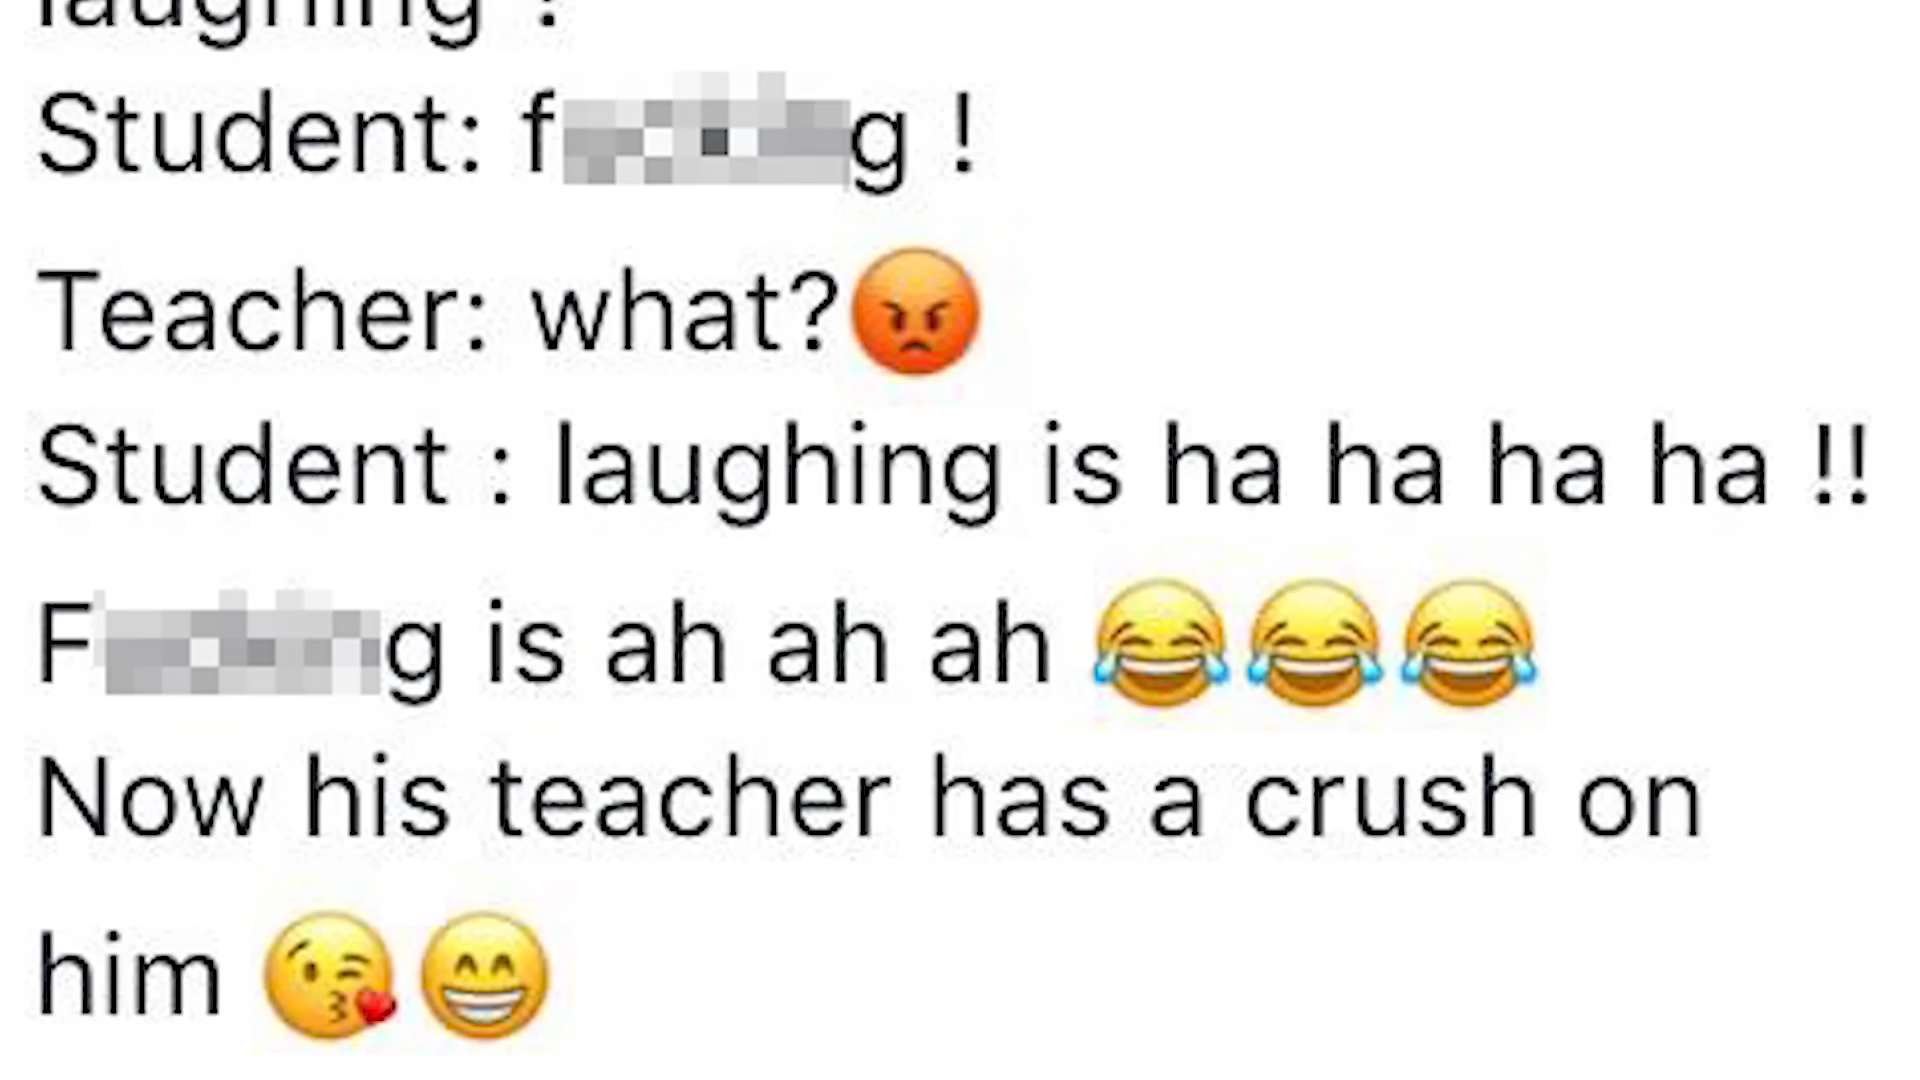 laughing ?
Student: f g !
Teacher: what?😡
Student : laughing is ha ha ha ha !!
F g is ah ah ah 😂😂😂
Now his teacher has a crush on
him 😘😁